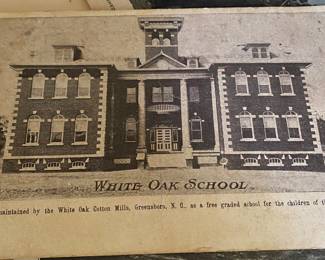 WHITE OAK SCHOOL
maintained by the White Oak Cotton Mills, Greensboro, N. C., as a free graded school for the children of